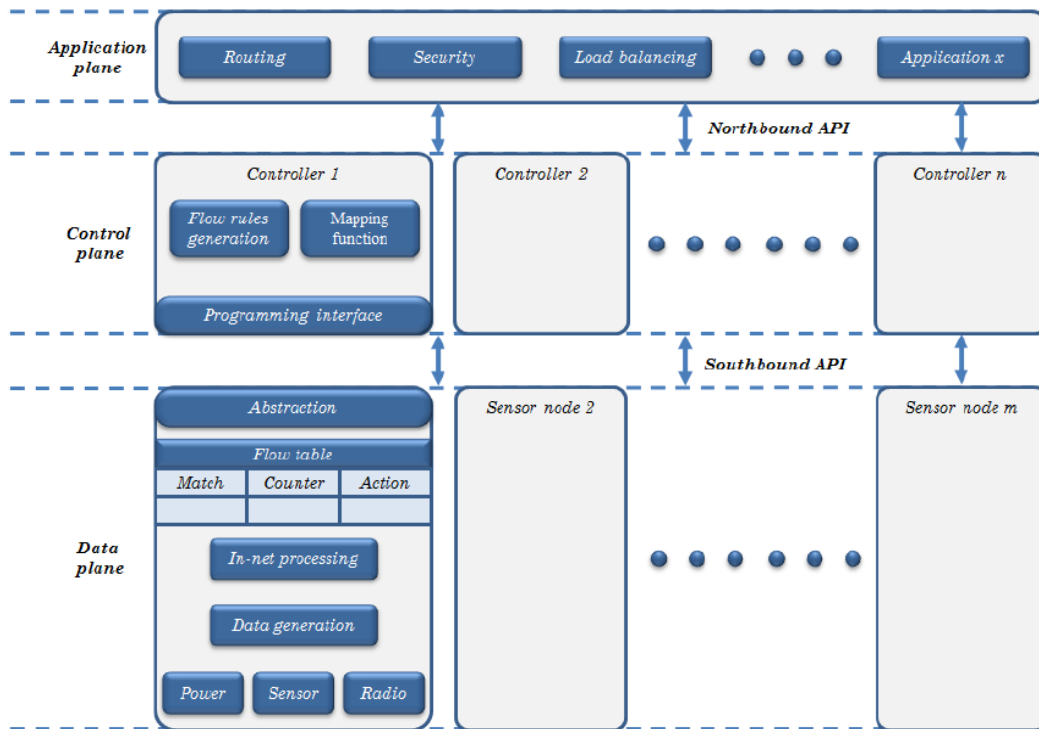 Application
plane
Routing
Security
Load balancing
Application x
Northbound API
Control
plane
Controller 1
Flow rules
generation
Mapping
function
Programming interface
Controller 2
Controller n
Southbound API
Data
plane
Abstraction
Flow table
Match
Counter
Action
In-net processing
Data generation
Power
Sensor
Radio
Sensor node 2
Sensor node m